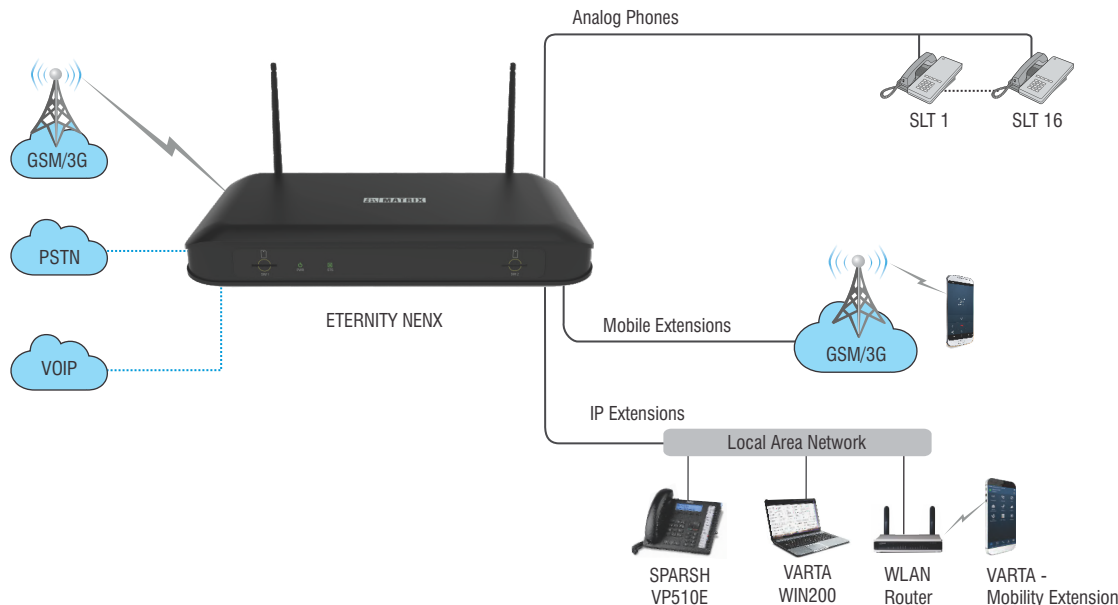 Analog Phones
SLT 1
SLT 16
GSM/3G
MATRIX
PSTN
ETERNITY NENX
Mobile Extensions
GSM/3G
VOIP
IP Extensions
Local Area Network
SPARSH
VP510E
VARTA
WIN200
WLAN
Router
VARTA -
Mobility Extension